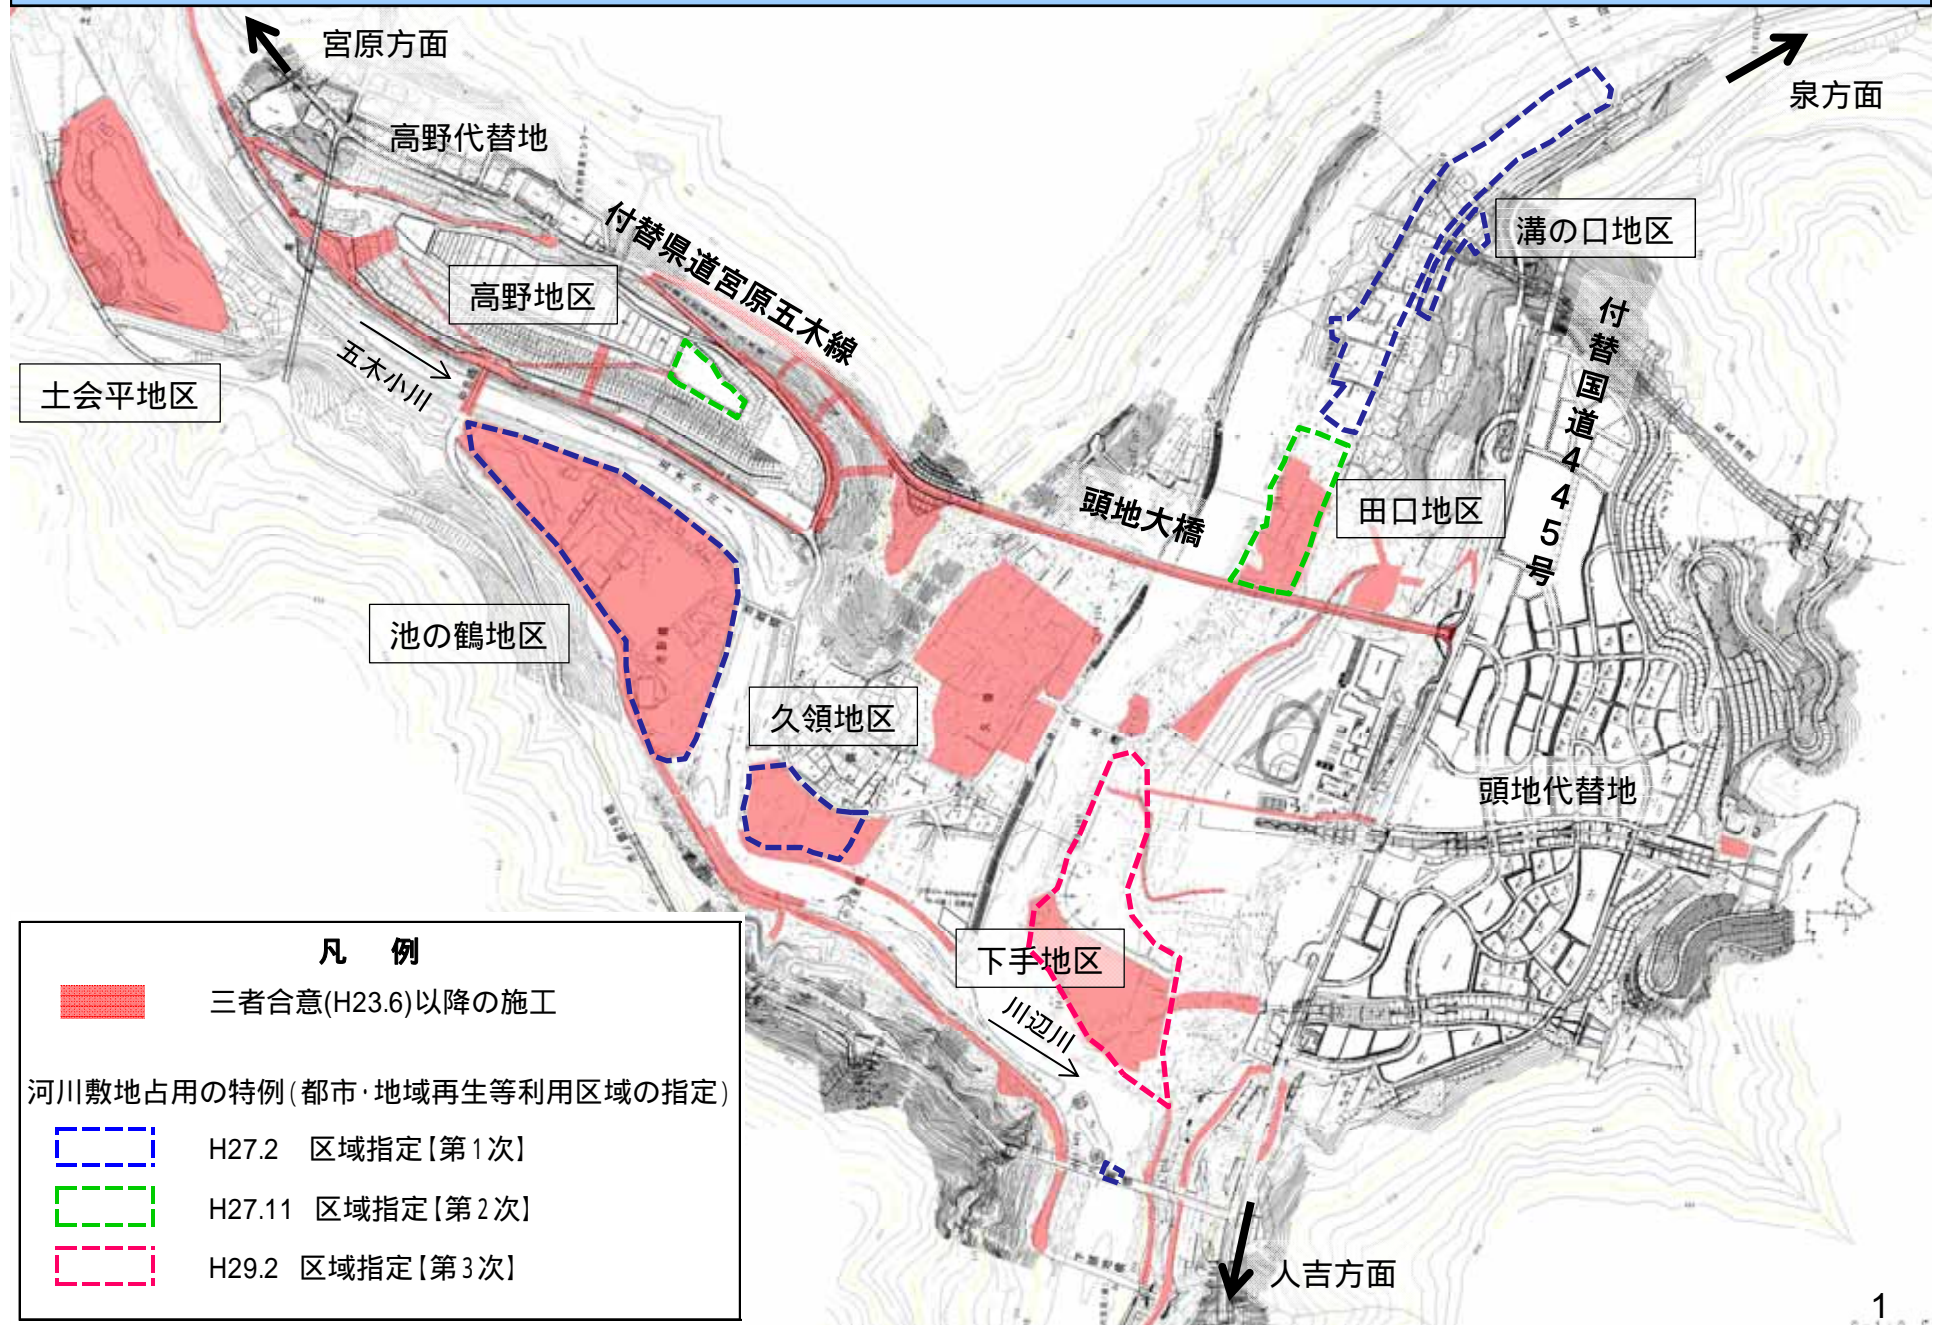 宮原方面
泉方面
高野代替地
付替県道宮原五木線
溝の口地区
高野地区
付替国道445号
五木小川
土会平地区
頭地大橋
田口地区
池の鶴地区
久領地区
頭地代替地
下手地区
川辺川
人吉方面
凡 例
三者合意(H23.6)以降の施工
河川敷地占用の特例(都市・地域再生等利用区域の指定)
H27.2 区域指定【第1次】
H27.11 区域指定【第2次】
H29.2 区域指定【第3次】
1